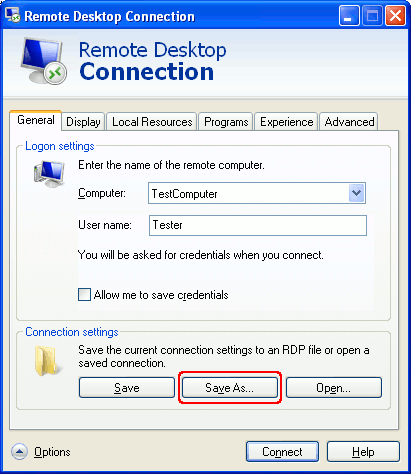 Remote Desktop Connection
Remote Desktop
Connection
General Display Local Resources Programs Experience Advanced
Logon settings
Enter the name of the remote computer.
Computer: TestComputer
User name: Tester
You will be asked for credentials when you connect.
Allow me to save credentials
Connection settings
Save the current connection settings to an RDP file or open a
saved connection.
Save Save As... Open...
Options Connect Help